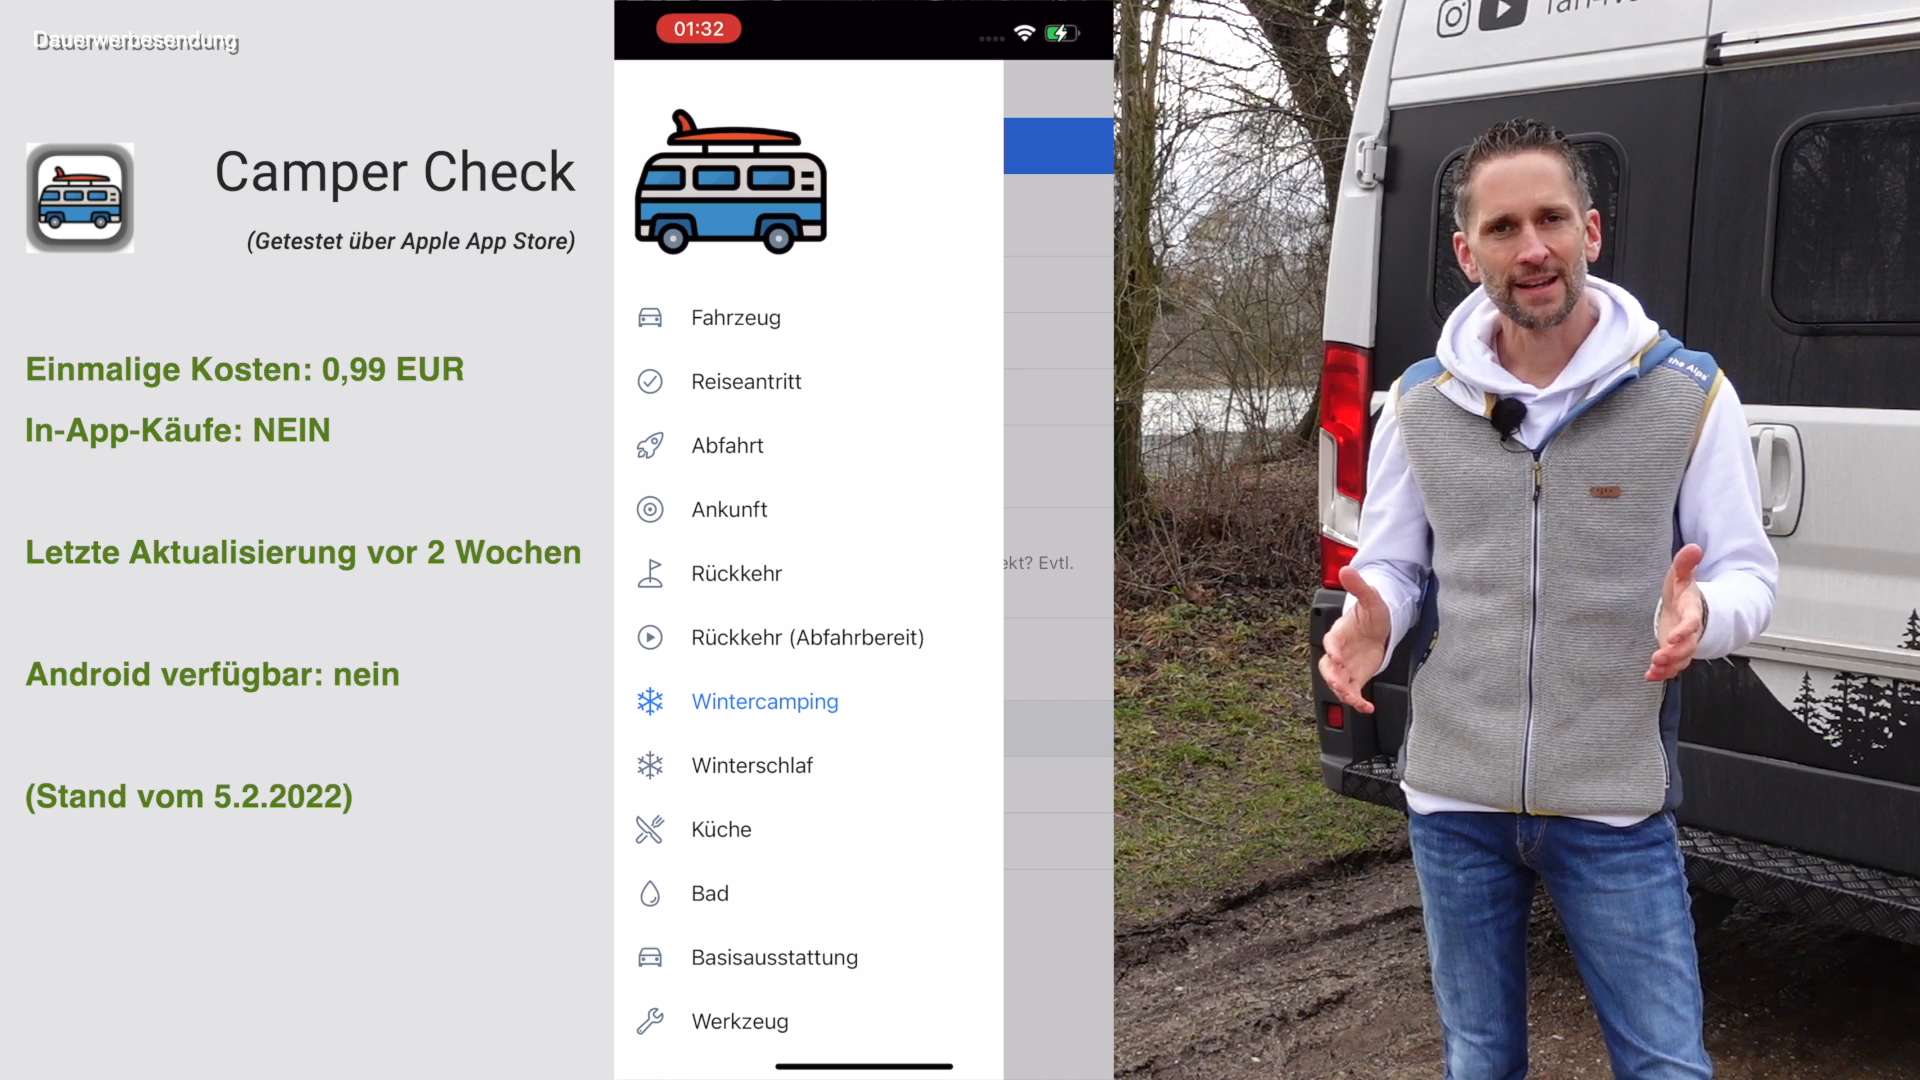 Dauerwerbesendung
Camper Check
(Getestet über Apple App Store)
Einmalige Kosten: 0,99 EUR
In-App-Käufe: NEIN
Letzte Aktualisierung vor 2 Wochen
Android verfügbar: nein
(Stand vom 5.2.2022)
01:32
Fahrzeug
Reiseantritt
Abfahrt
Ankunft
Rückkehr
Rückkehr (Abfahrbereit)
Wintercamping
Winterschlaf
Küche
Bad
Basisausstattung
Werkzeug
ekt? Evtl.
the Alps